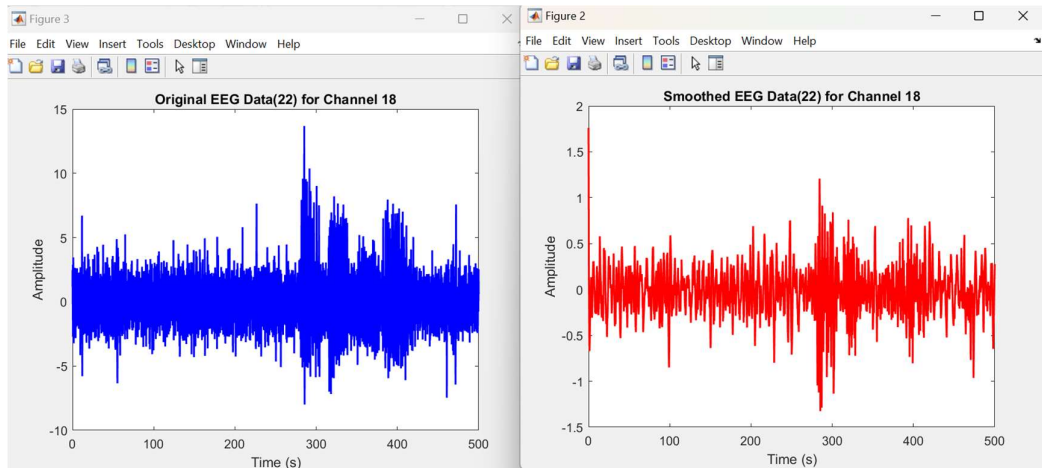 Figure 3
File Edit View Insert Tools Desktop Window Help
Original EEG Data(22) for Channel 18
15
10
5
0
-5
-10
Amplitude
0 100 200 300 400 500
Time (s)
Figure 2
File Edit View Insert Tools Desktop Window Help
Smoothed EEG Data(22) for Channel 18
2
1.5
1
0.5
0
-0.5
-1
-1.5
Amplitude
0 100 200 300 400 500
Time (s)